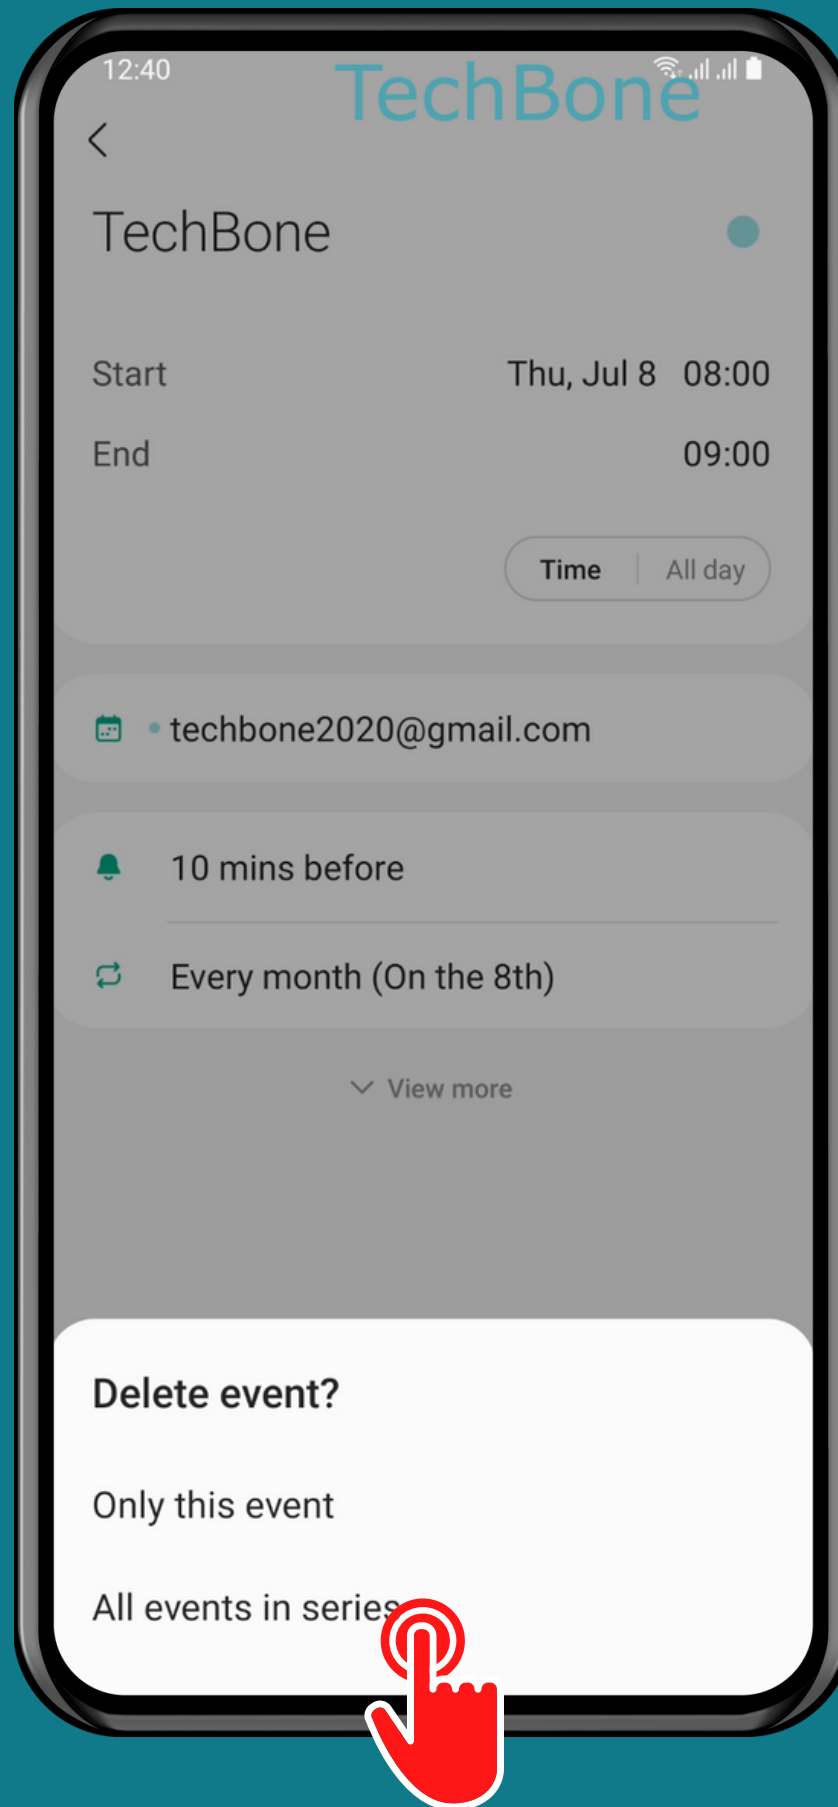 12:40
TechBone
TechBone
Start Thu, Jul 8 08:00
End 09:00
Time All day
techbone2020@gmail.com
10 mins before
Every month (On the 8th)
View more
Delete event?
Only this event
All events in series